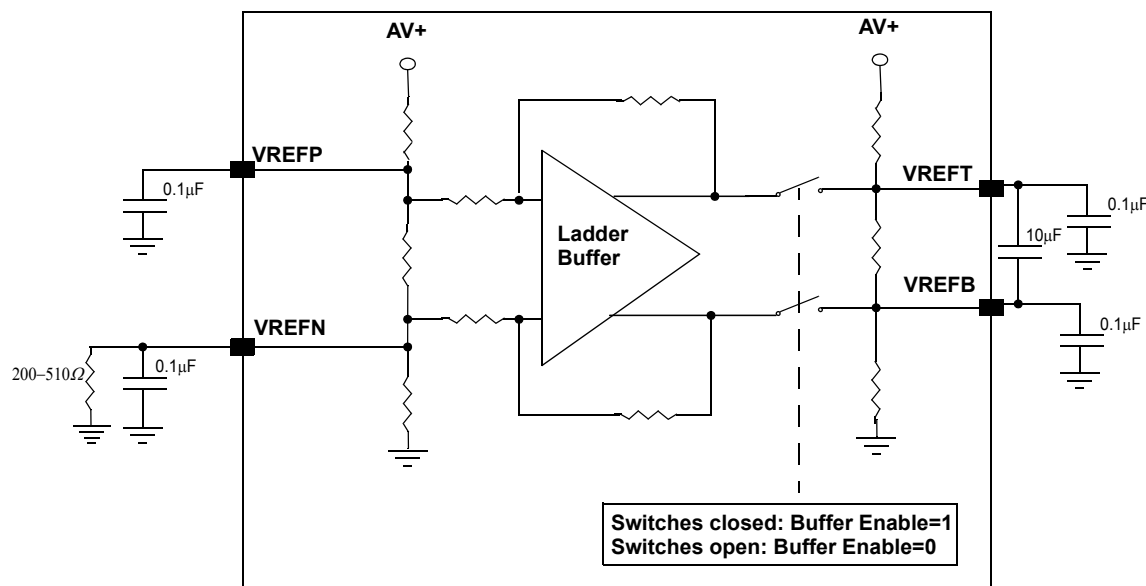 AV+
AV+
VREFP
0.1µF
VREFT
0.1µF
Ladder
Buffer
10µF
VREFB
VREFN
0.1µF
200–510Ω
0.1µF
Switches closed: Buffer Enable=1
Switches open: Buffer Enable=0